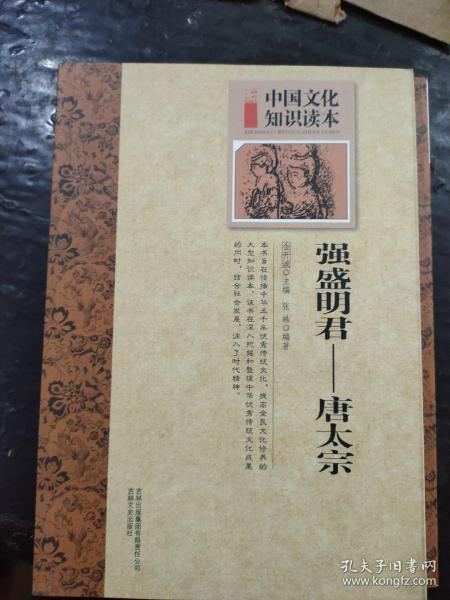 中国文化
知识读本
强盛明君——唐太宗
金开诚◎主编 张皓◎编著
本书旨在传播中华五千年优秀传统文化，提高全民文化修养的
大型知识读本。该书在深入挖掘和整理中华优秀传统文化成果
的同时，结合社会发展，注入了时代精神。
吉林出版集团有限责任公司
吉林文史出版社
孔夫子旧书网
www.kongfz.com